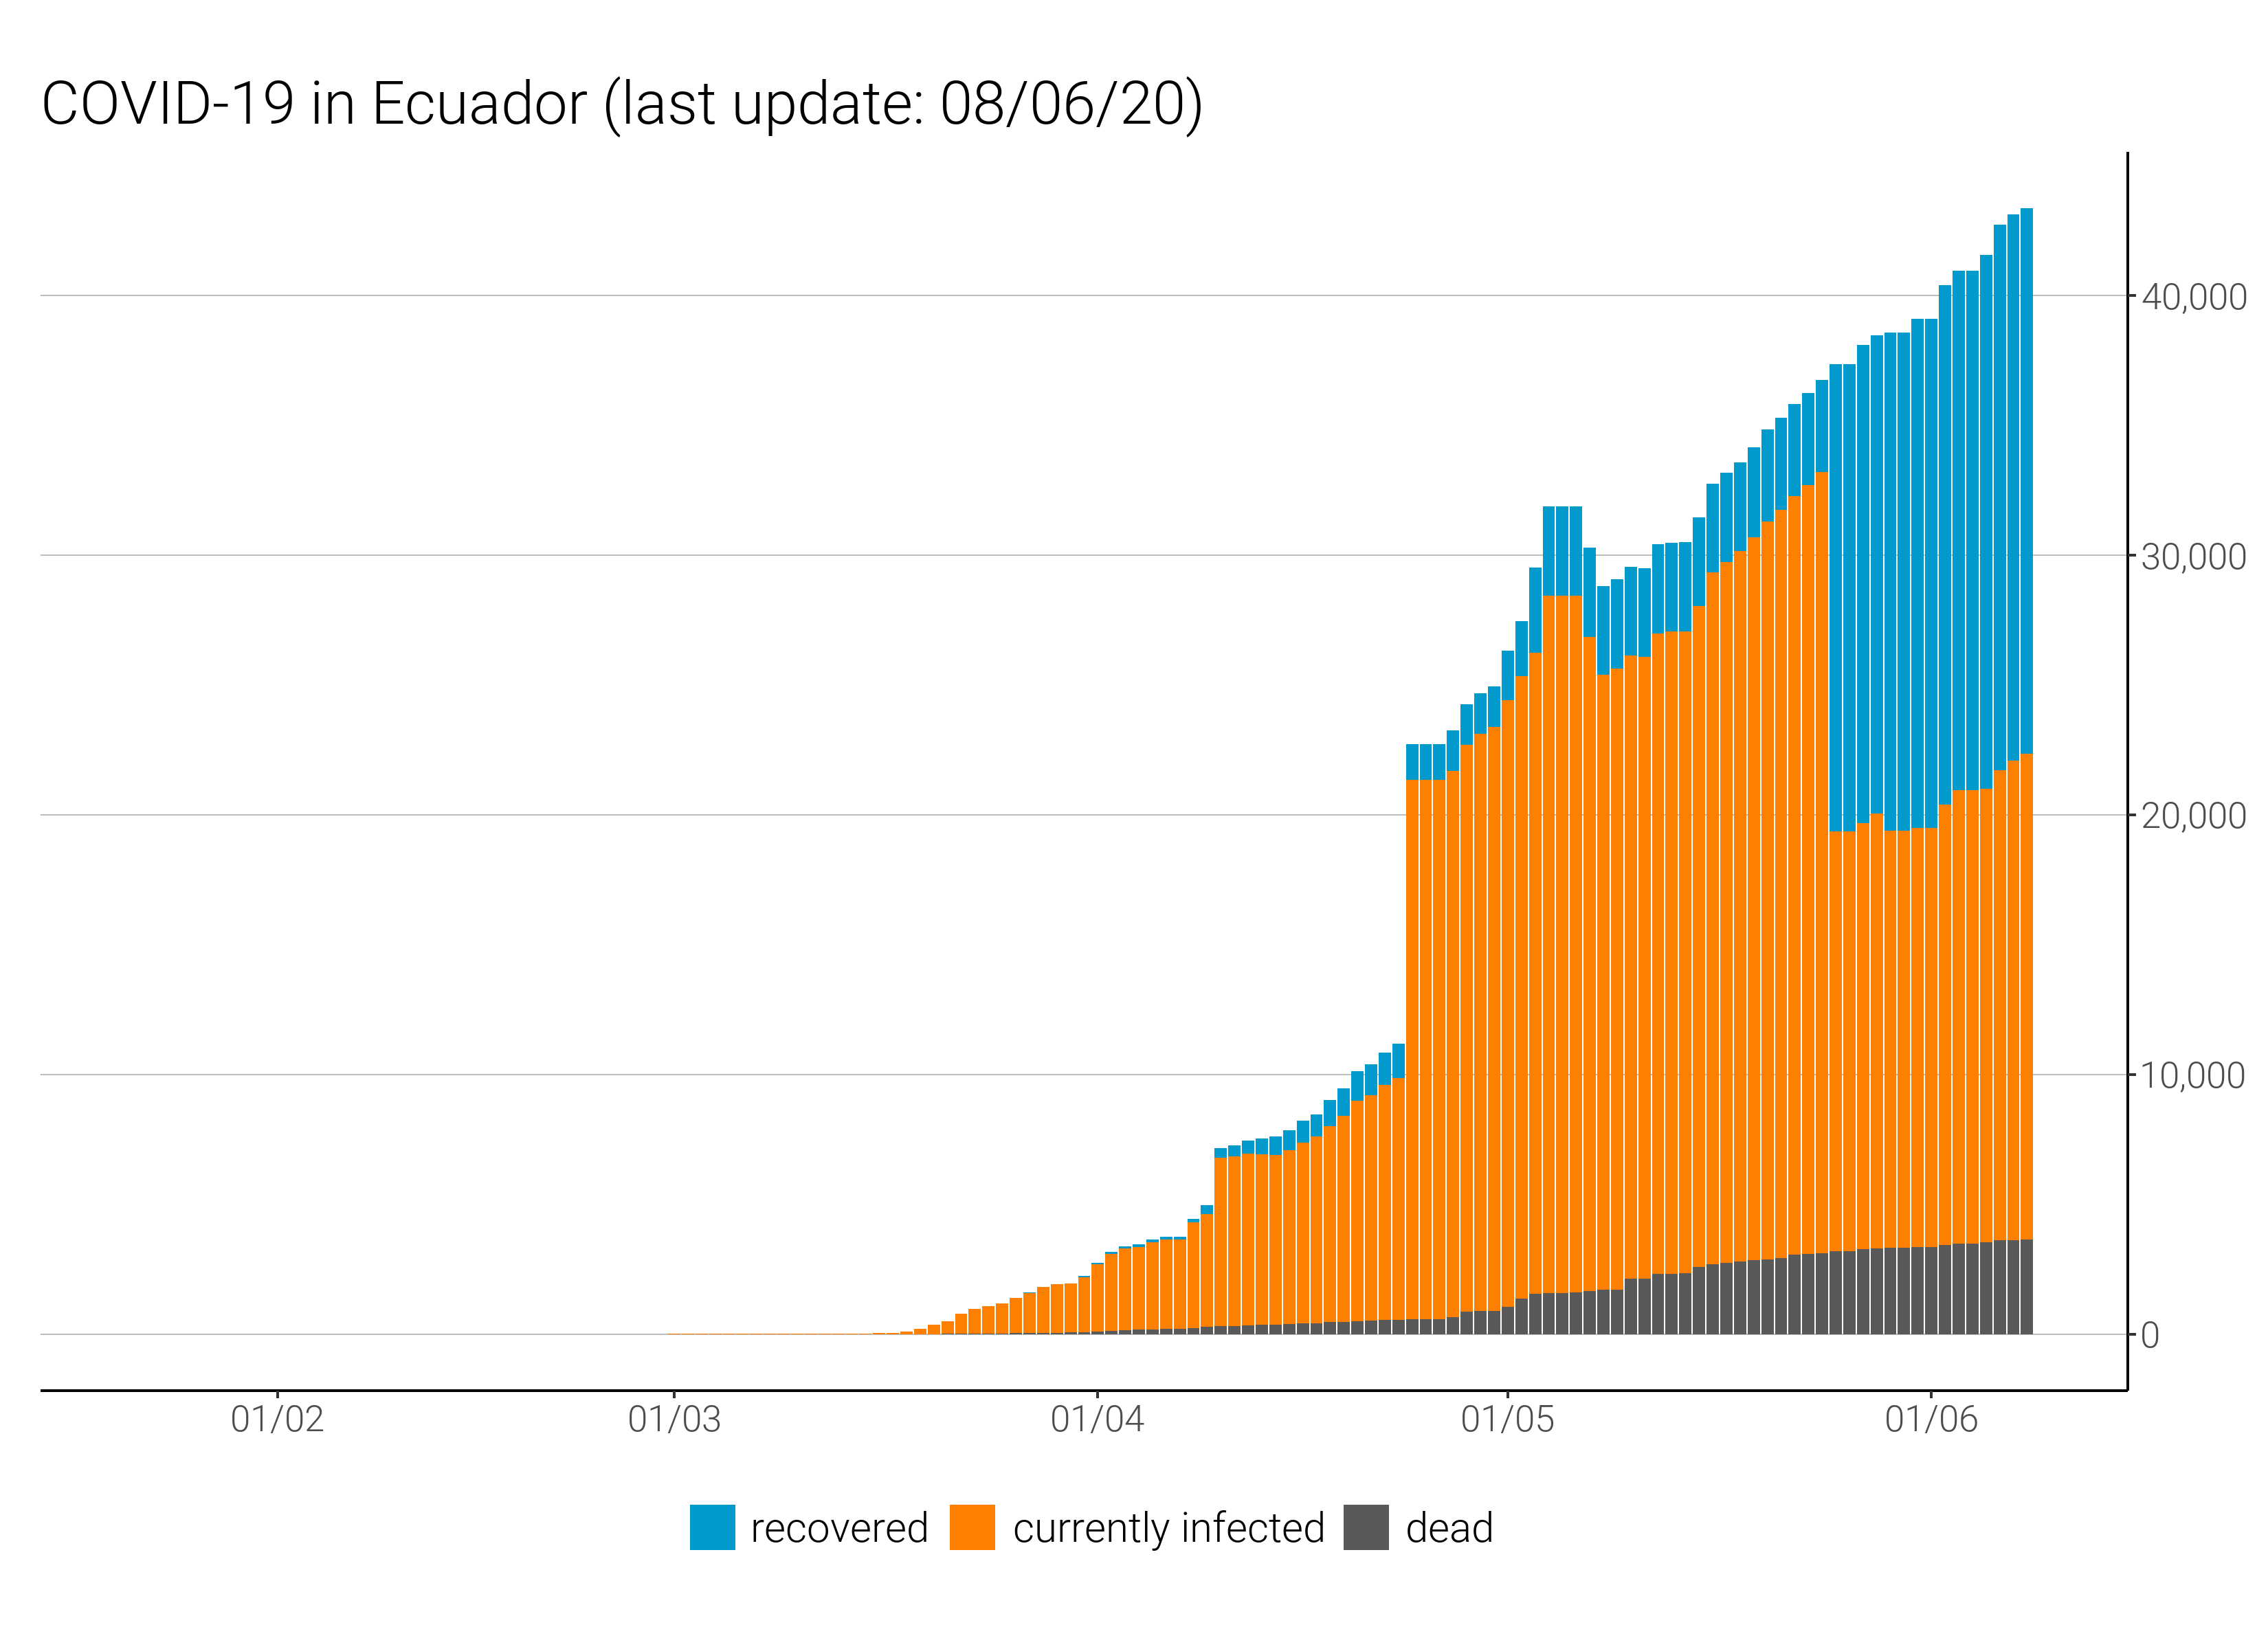 COVID-19 in Ecuador (last update: 08/06/20)
40,000
30,000
20,000
10,000
0
01/02 01/03 01/04 01/05 01/06
recovered currently infected dead